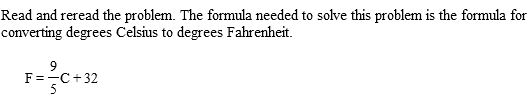 Read and reread the problem. The formula needed to solve this problem is the formula for
converting degrees Celsius to degrees Fahrenheit.
F = 9/5 C + 32